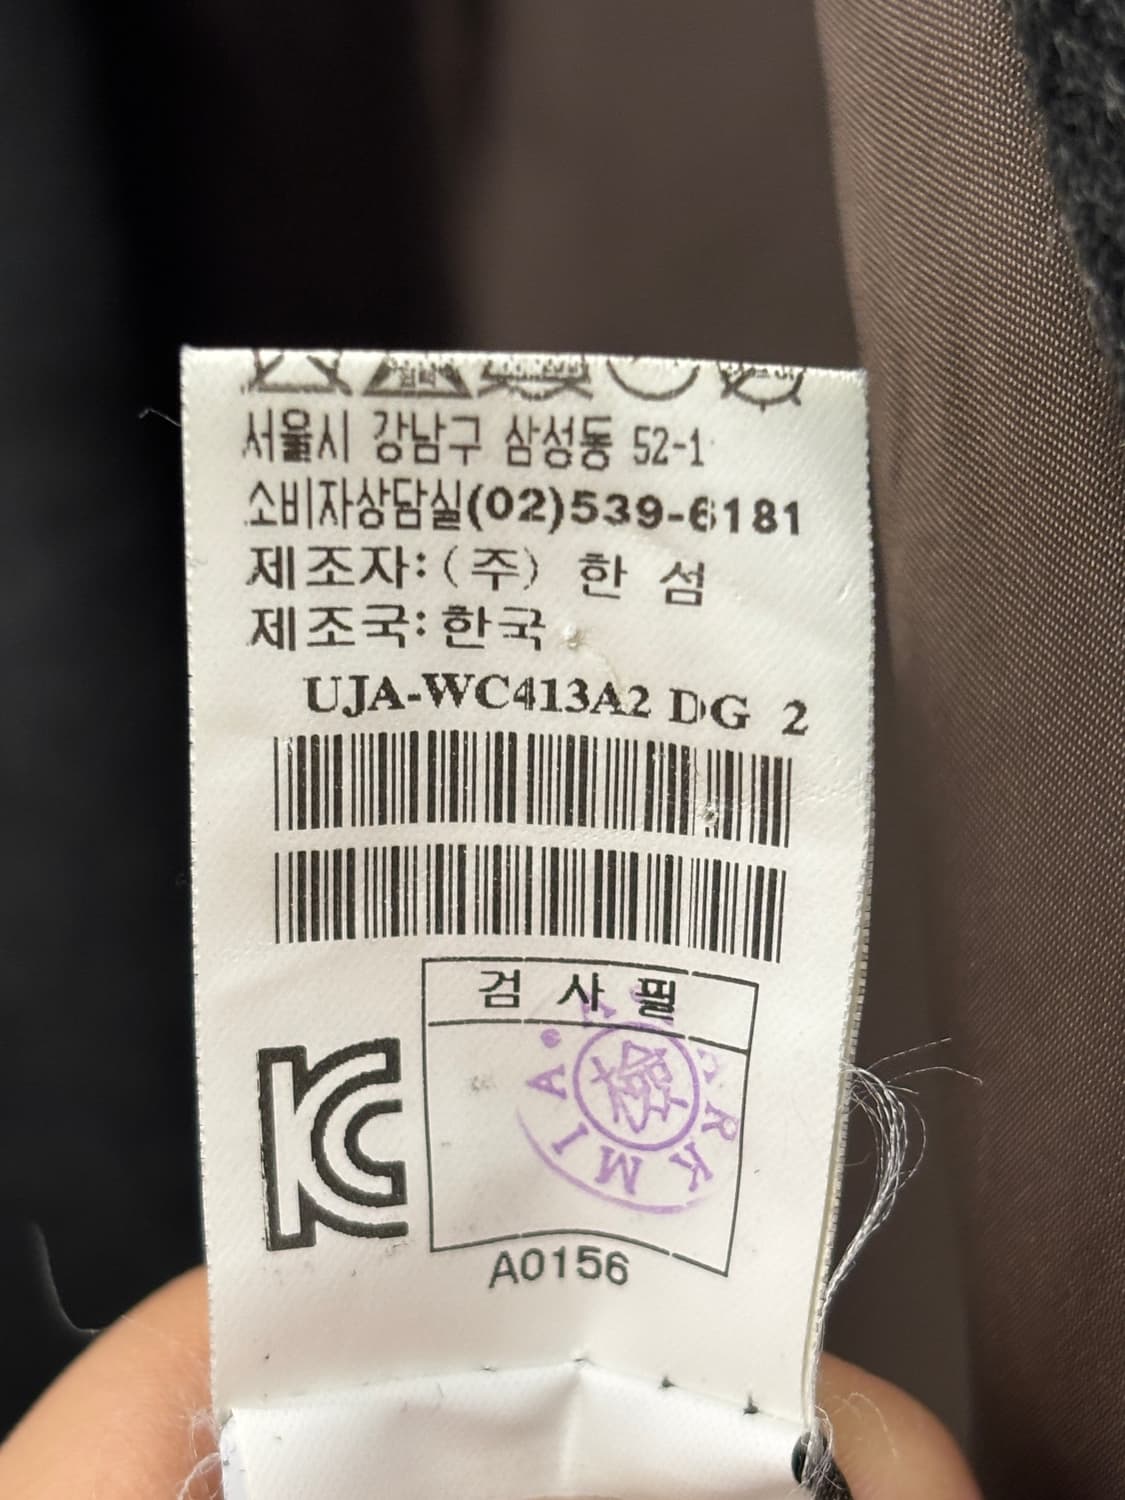 서울시 강남구 삼성동 52-1
소비자상담실(02)539-6181
제조자:(주) 한 섬
제조국:한국
UJA-WC413A2 DG 2
검 사 필
KC
A0156